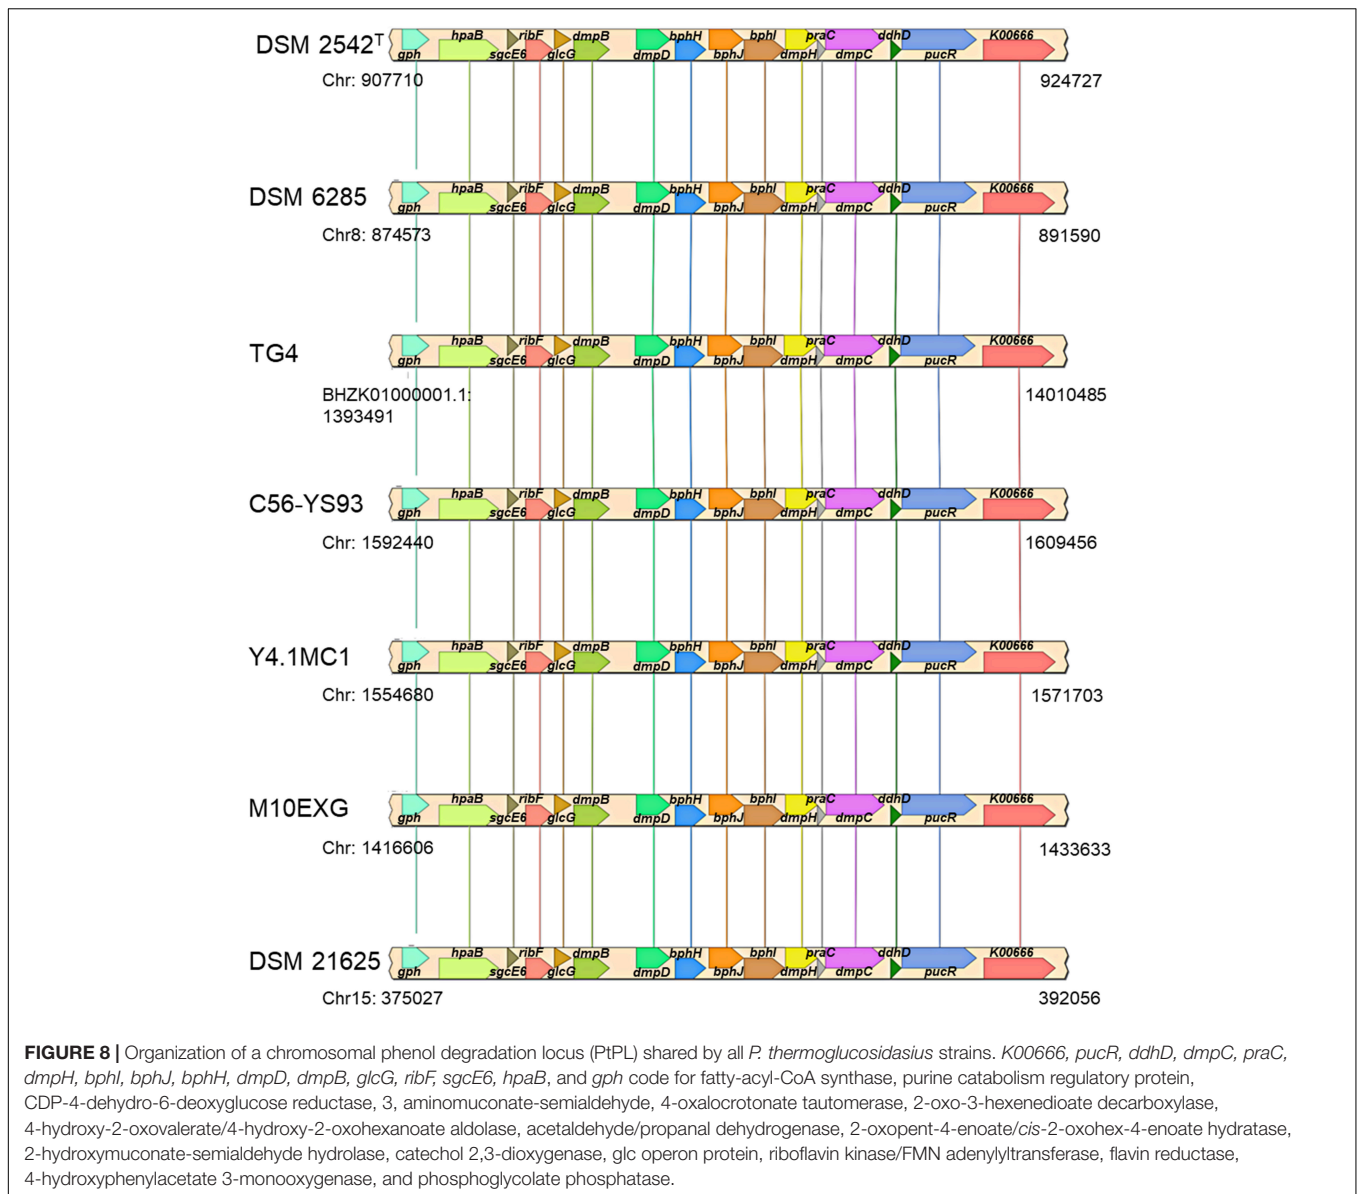 DSM 2542ᵀ
hpaB ribF dmpB bphH bphI praC ddhD K00666
gph sgcE6 glcG dmpD bphJ dmpH dmpC pucR
Chr: 907710 924727
DSM 6285
hpaB ribF dmpB bphH bphI praC ddhD K00666
gph sgcE6 glcG dmpD bphJ dmpH dmpC pucR
Chr8: 874573 891590
TG4
hpaB ribF dmpB bphH bphI praC ddhD K00666
gph sgcE6 glcG dmpD bphJ dmpH dmpC pucR
BHZK01000001.1: 14010485
1393491
C56-YS93
hpaB ribF dmpB bphH bphI praC ddhD K00666
gph sgcE6 glcG dmpD bphJ dmpH dmpC pucR
Chr: 1592440 1609456
Y4.1MC1
hpaB ribF dmpB bphH bphI praC ddhD K00666
gph sgcE6 glcG dmpD bphJ dmpH dmpC pucR
Chr: 1554680 1571703
M10EXG
hpaB ribF dmpB bphH bphI praC ddhD K00666
gph sgcE6 glcG dmpD bphJ dmpH dmpC pucR
Chr: 1416606 1433633
DSM 21625
hpaB ribF dmpB bphH bphI praC ddhD K00666
gph sgcE6 glcG dmpD bphJ dmpH dmpC pucR
Chr15: 375027 392056
FIGURE 8 | Organization of a chromosomal phenol degradation locus (PtPL) shared by all P. thermoglucosidasius strains. K00666, pucR, ddhD, dmpC, praC,
dmpH, bphI, bphJ, bphH, dmpD, dmpB, glcG, ribF, sgcE6, hpaB, and gph code for fatty-acyl-CoA synthase, purine catabolism regulatory protein,
CDP-4-dehydro-6-deoxyglucose reductase, 3, aminomuconate-semialdehyde, 4-oxalocrotonate tautomerase, 2-oxo-3-hexenedioate decarboxylase,
4-hydroxy-2-oxovalerate/4-hydroxy-2-oxohexanoate aldolase, acetaldehyde/propanal dehydrogenase, 2-oxopent-4-enoate/cis-2-oxohex-4-enoate hydratase,
2-hydroxymuconate-semialdehyde hydrolase, catechol 2,3-dioxygenase, glc operon protein, riboflavin kinase/FMN adenylyltransferase, flavin reductase,
4-hydroxyphenylacetate 3-monooxygenase, and phosphoglycolate phosphatase.